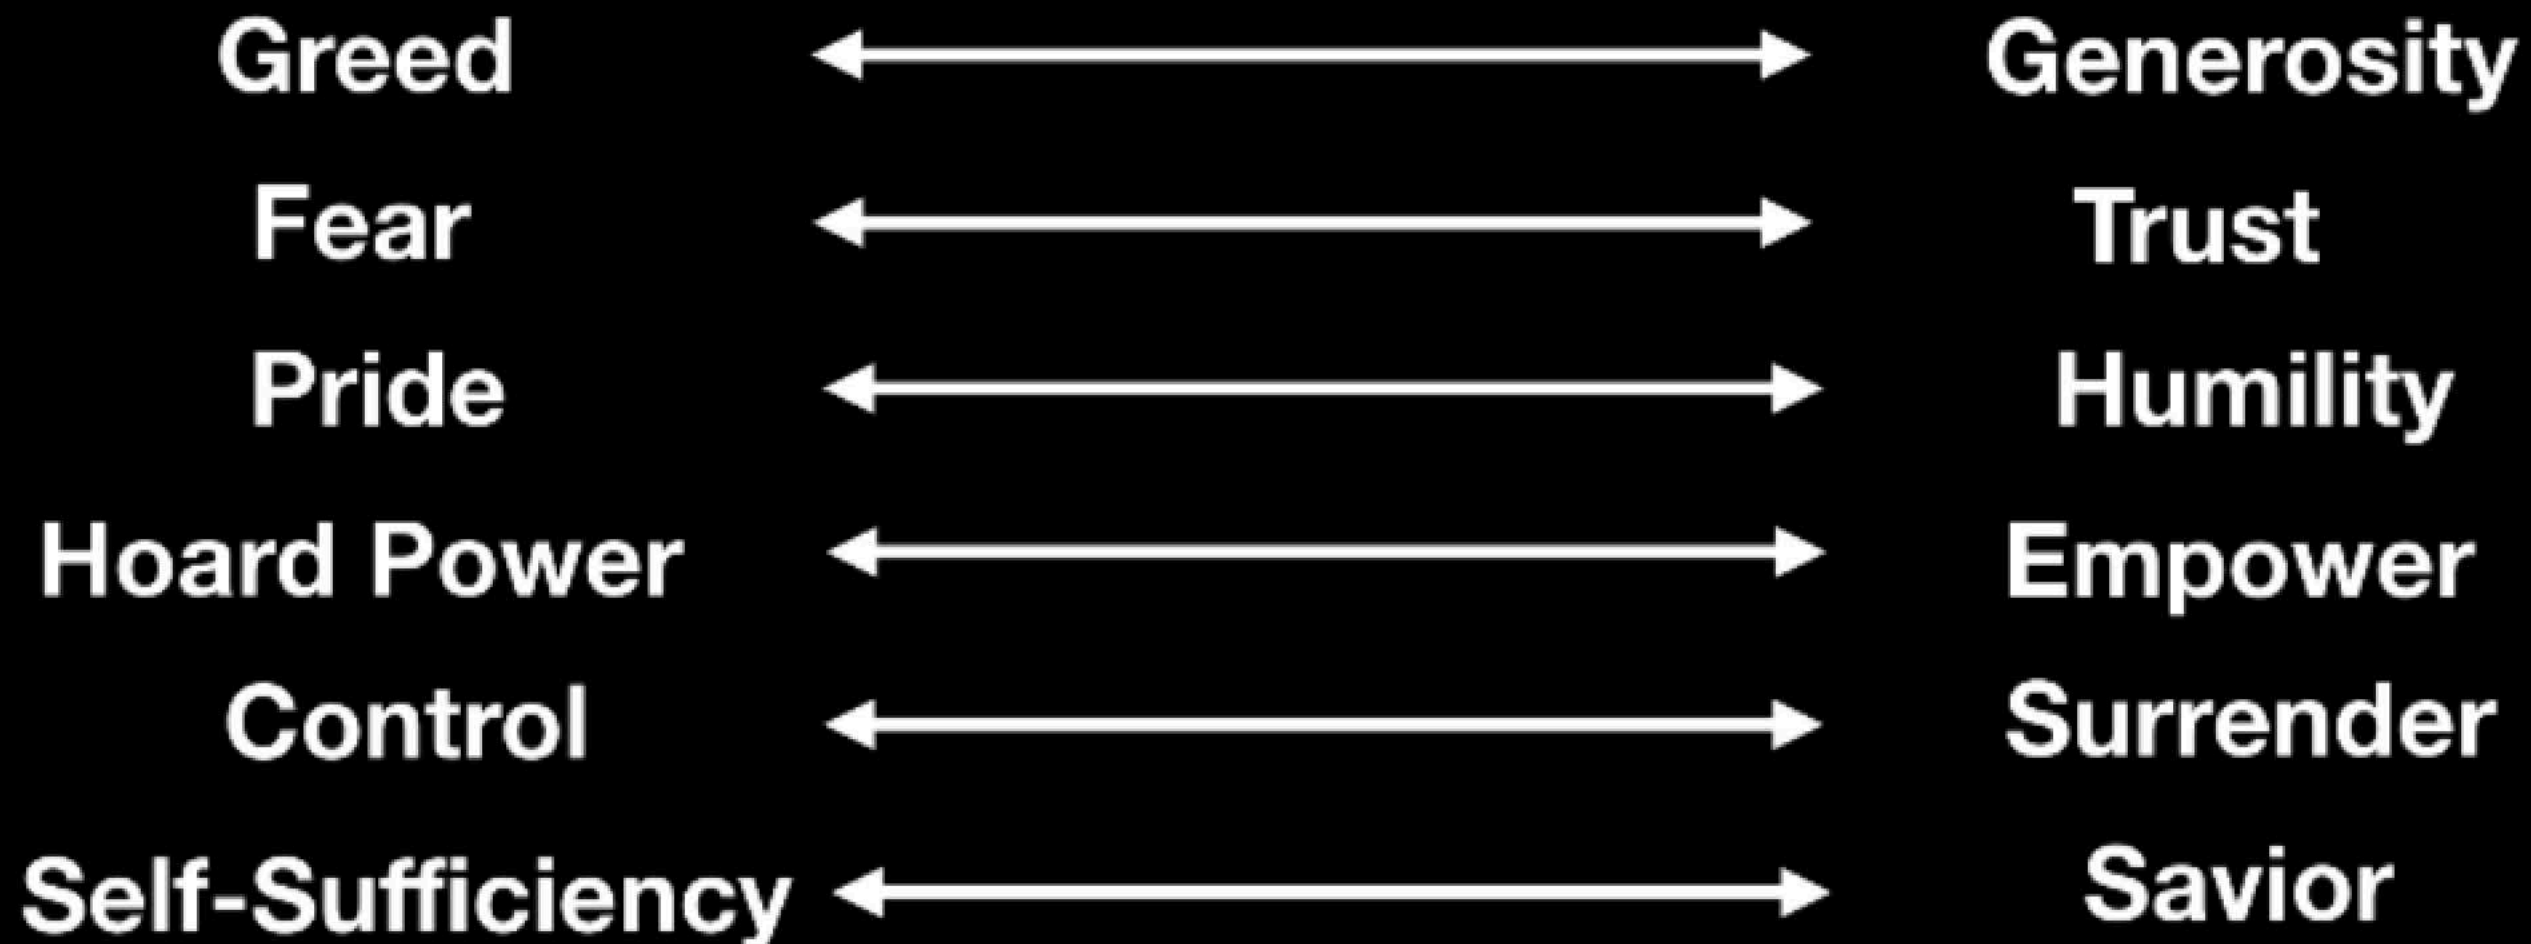 Greed Generosity
Fear Trust
Pride Humility
Hoard Power Empower
Control Surrender
Self-Sufficiency Savior